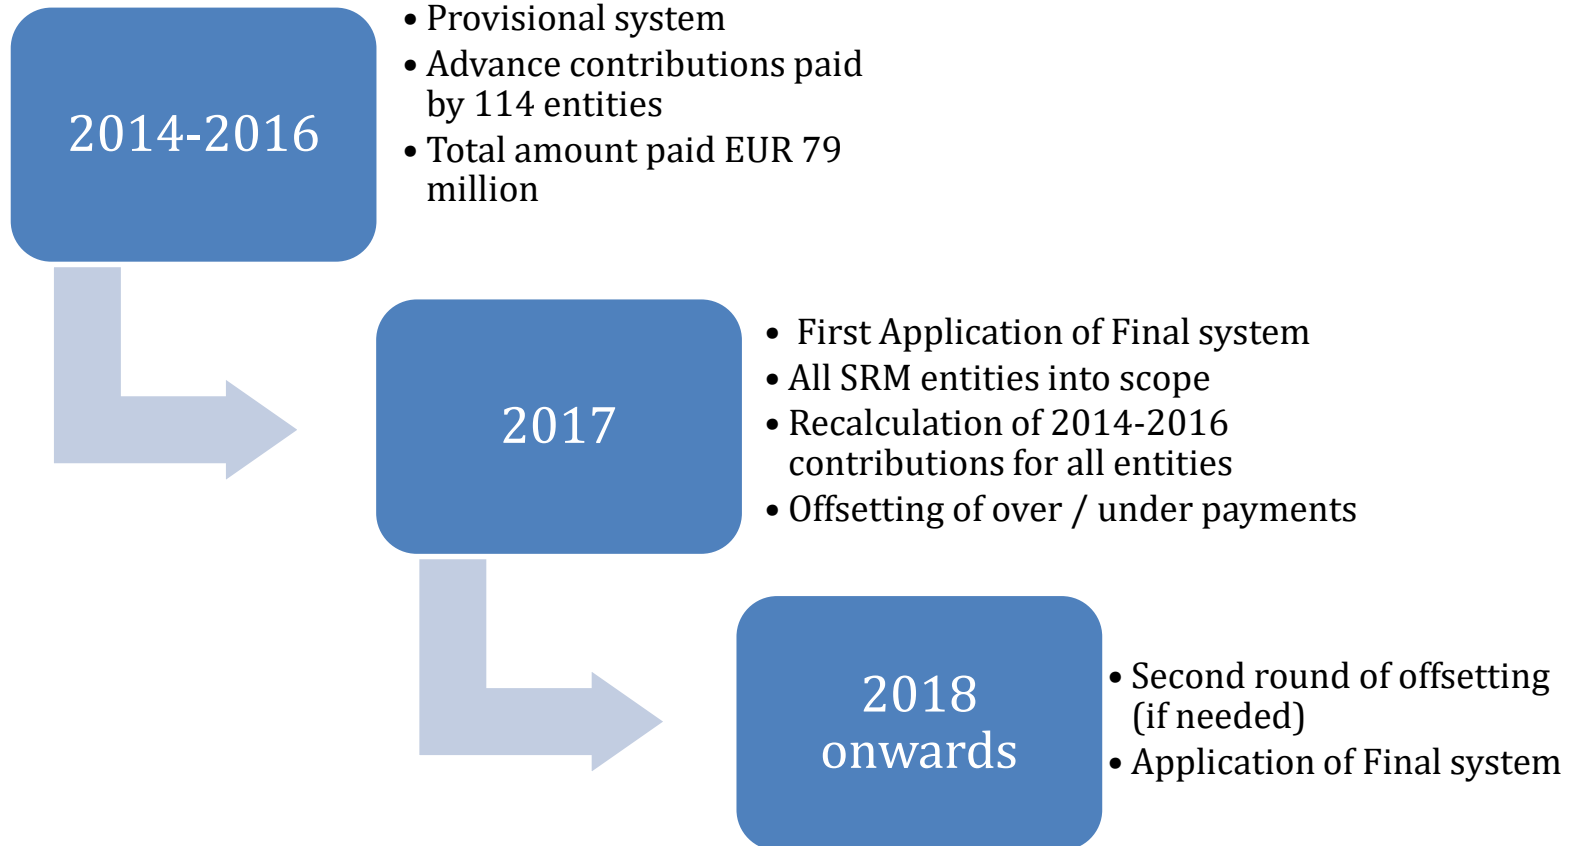 2014-2016
• Provisional system
• Advance contributions paid
by 114 entities
• Total amount paid EUR 79
million
2017
• First Application of Final system
• All SRM entities into scope
• Recalculation of 2014-2016
contributions for all entities
• Offsetting of over / under payments
2018
onwards
• Second round of offsetting
(if needed)
• Application of Final system